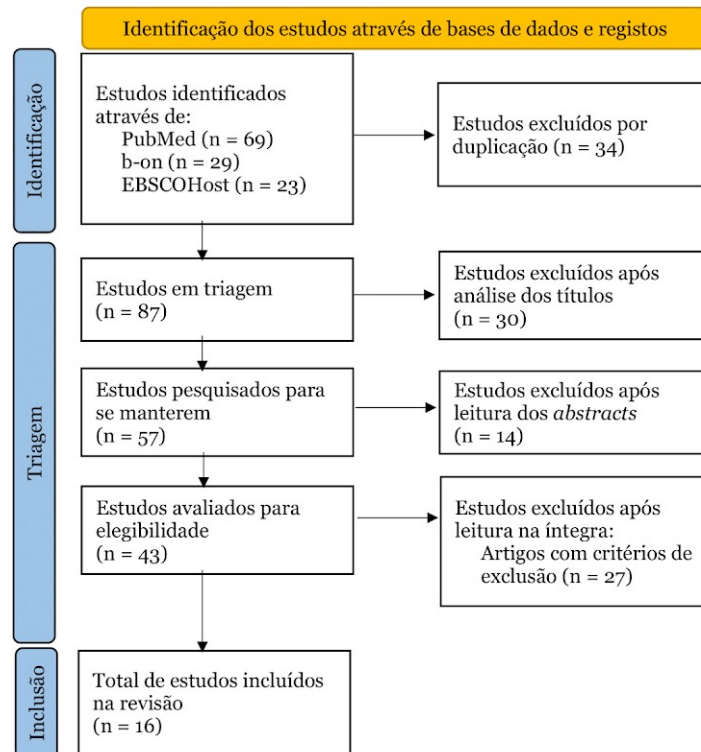 Identificação dos estudos através de bases de dados e registos
Identificação
Estudos identificados
através de:
PubMed (n = 69)
b-on (n = 29)
EBSCOHost (n = 23)
Estudos excluídos por
duplicação (n = 34)
Triagem
Estudos em triagem
(n = 87)
Estudos excluídos após
análise dos títulos
(n = 30)
Estudos pesquisados para
se manterem
(n = 57)
Estudos excluídos após
leitura dos abstracts
(n = 14)
Estudos avaliados para
elegibilidade
(n = 43)
Estudos excluídos após
leitura na íntegra:
Artigos com critérios de
exclusão (n = 27)
Inclusão
Total de estudos incluídos
na revisão
(n = 16)